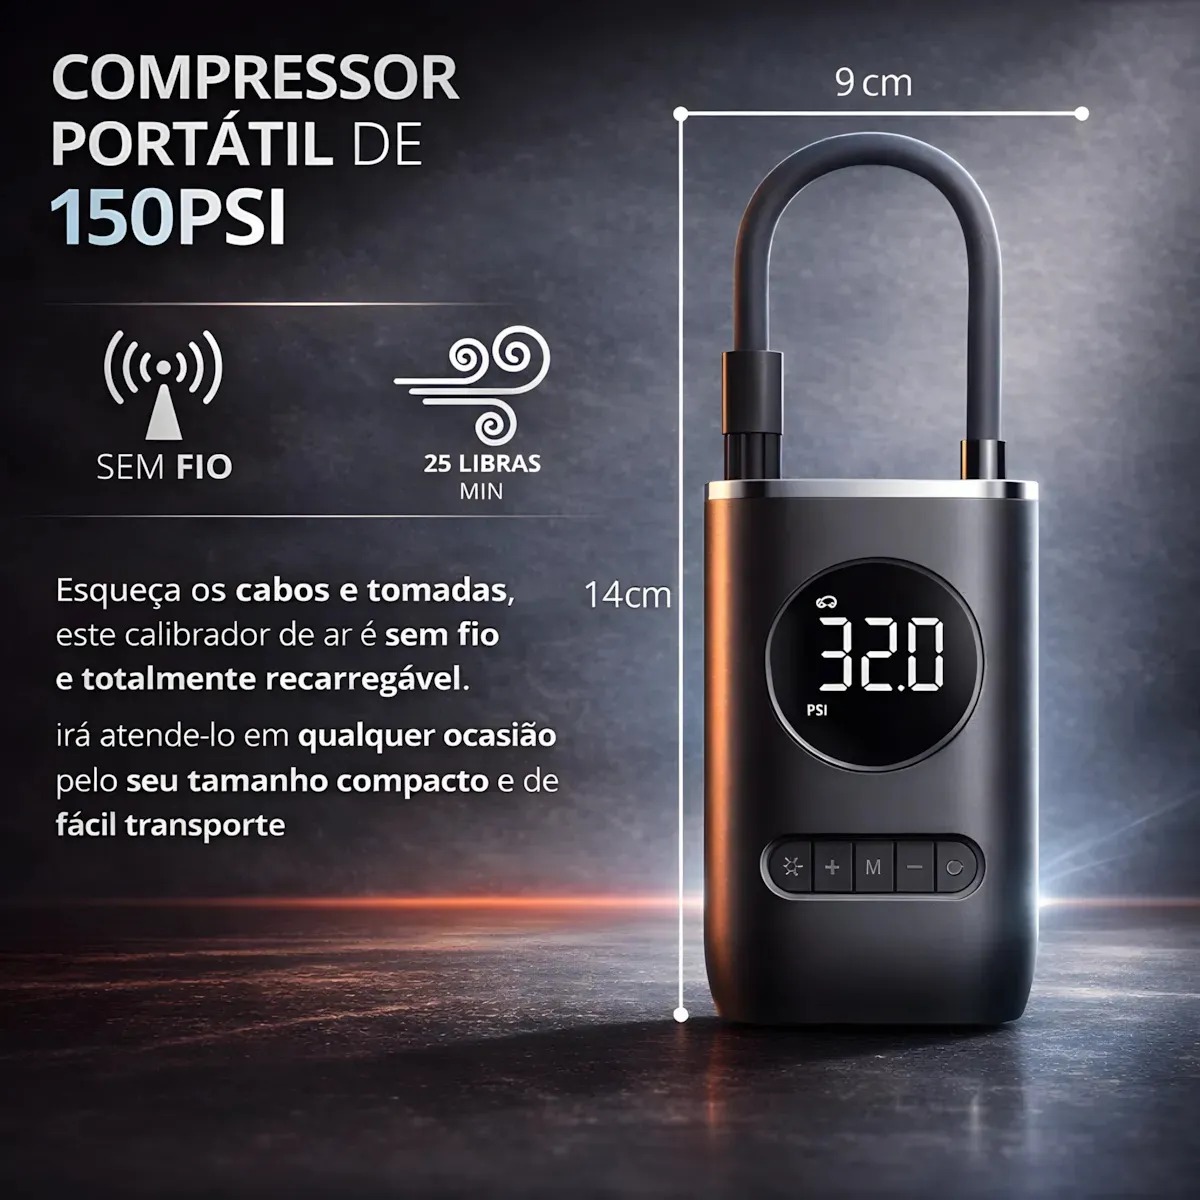 COMPRESSOR
PORTÁTIL DE
150PSI
9 cm
SEM FIO
25 LIBRAS
MIN
Esqueça os cabos e tomadas,
este calibrador de ar é sem fio
e totalmente recarregável.
irá atende-lo em qualquer ocasião
pelo seu tamanho compacto e de
fácil transporte
14cm
32.0
PSI
+ M −